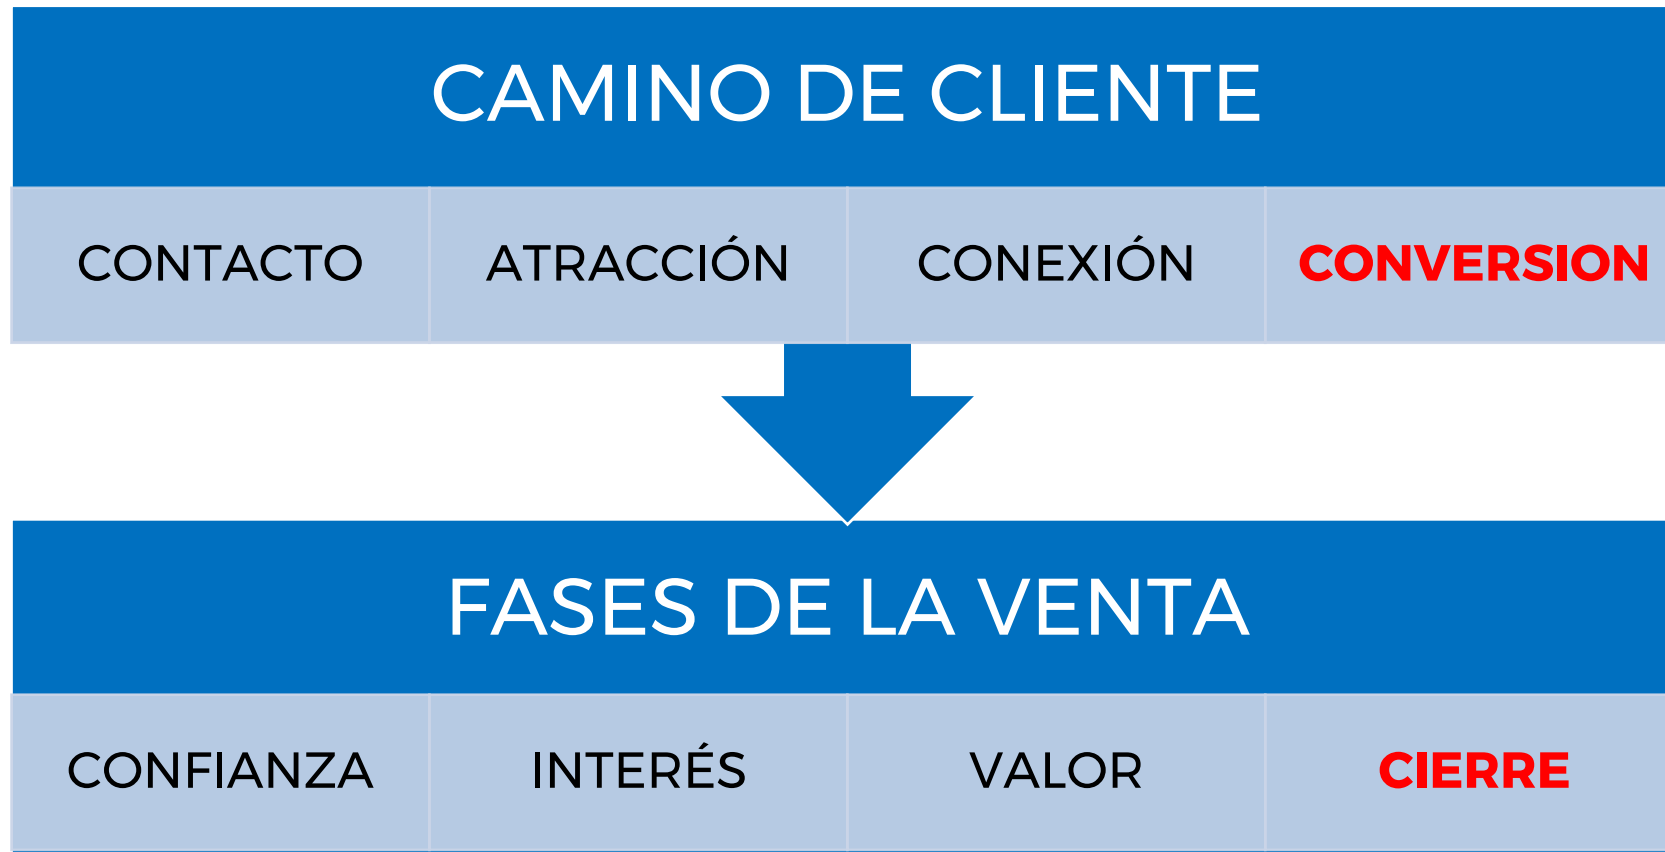 CAMINO DE CLIENTE
CONTACTO ATRACCIÓN CONEXIÓN CONVERSION
FASES DE LA VENTA
CONFIANZA INTERÉS VALOR CIERRE